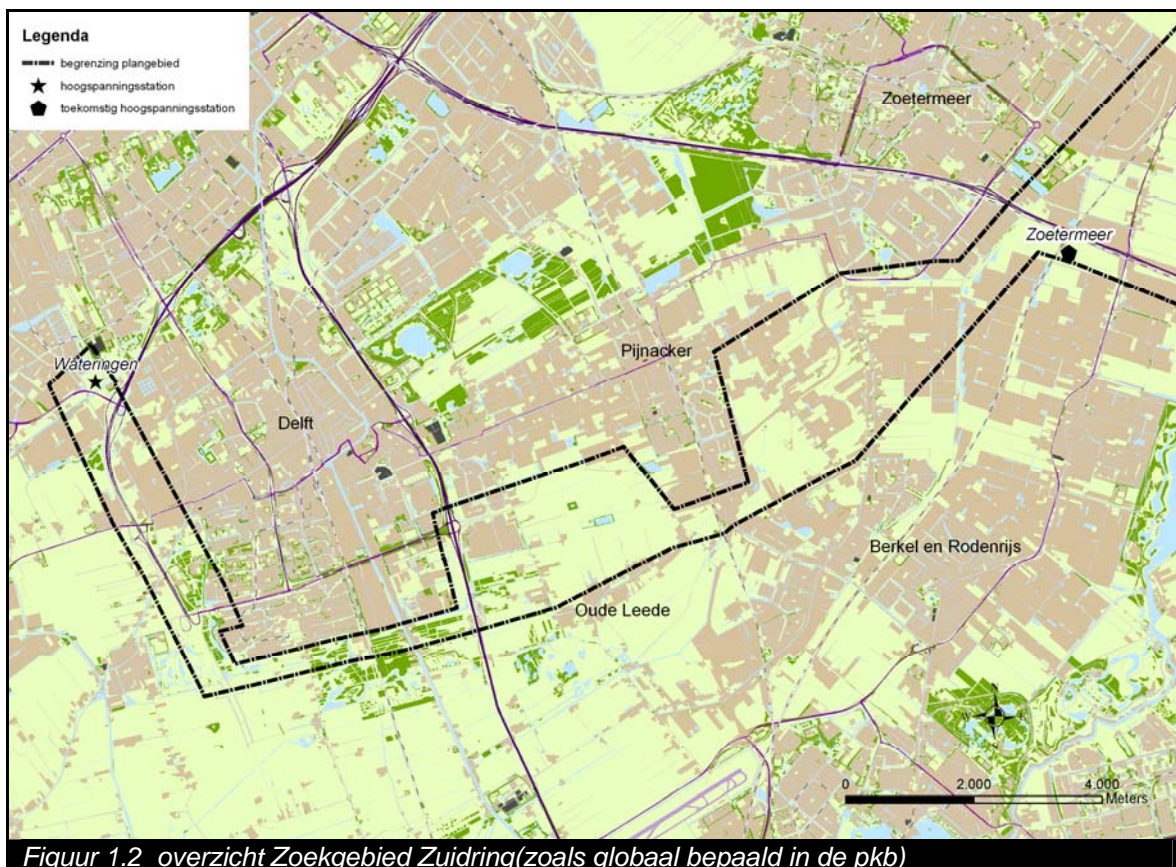 Legenda
begrenzing plangebied
hoogspanningsstation
toekomstig hoogspanningsstation
Zoetermeer
Zoetermeer
Wateringen
Pijnacker
Delft
Berkel en Rodenrijs
Oude Leede
0 2.000 4.000
Meters
Figuur 1.2 overzicht Zoekgebied Zuidring(zoals globaal bepaald in de pkb)